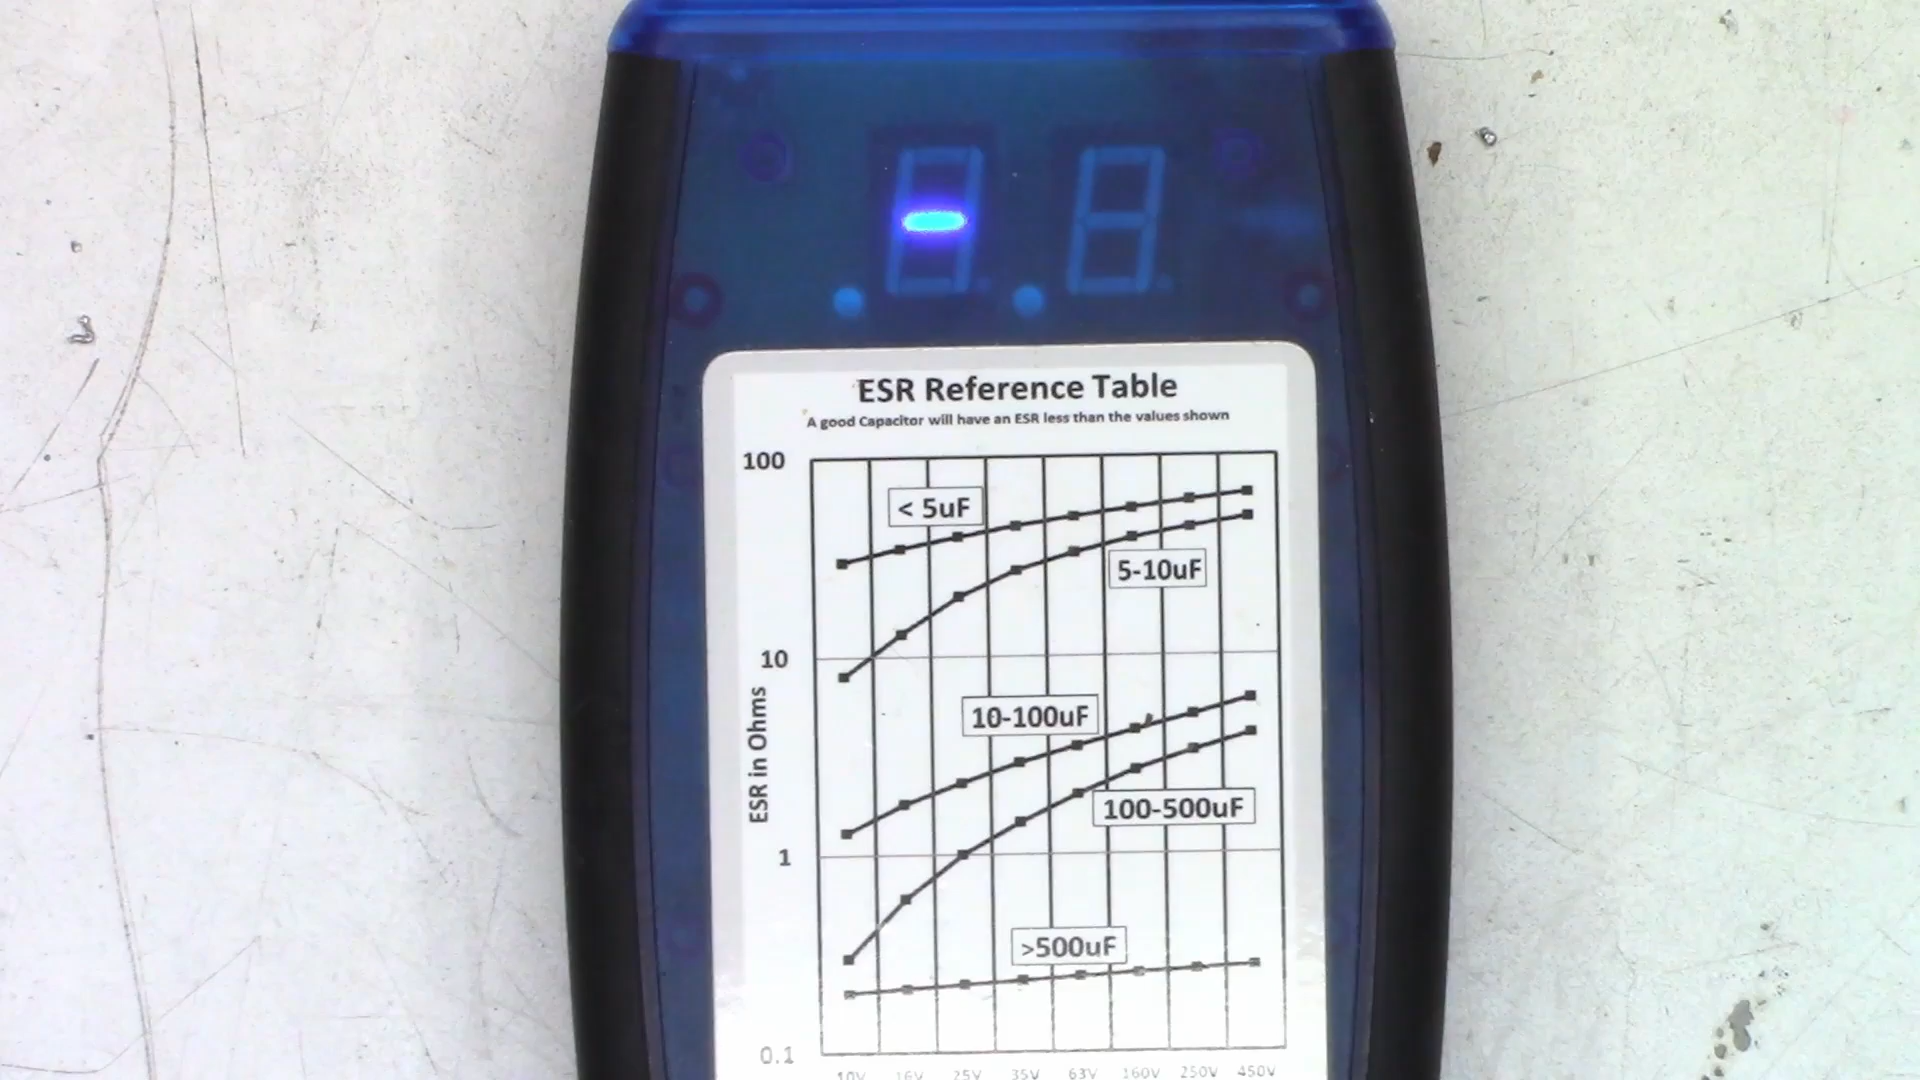 -
ESR Reference Table
A good Capacitor will have an ESR less than the values shown
100
< 5uF
5-10uF
10
10-100uF
ESR in Ohms
100-500uF
1
>500uF
0.1
10V 16V 25V 35V 63V 160V 250V 450V